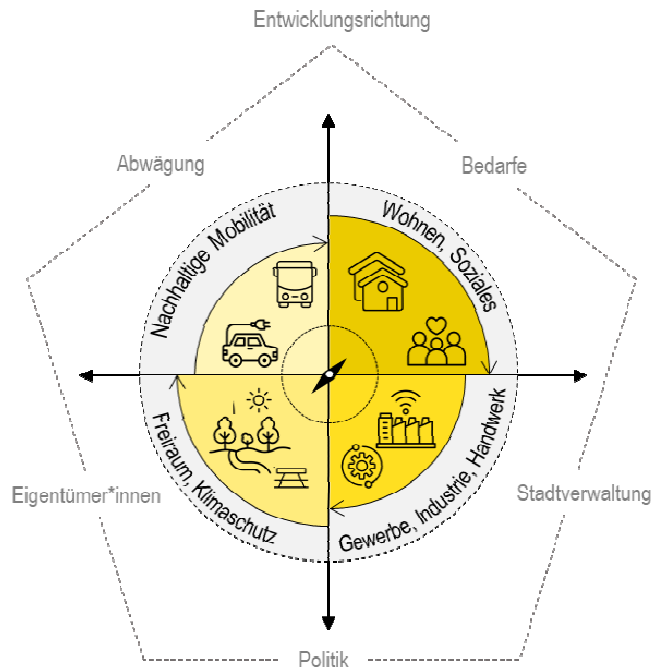 Entwicklungsrichtung
Abwägung
Bedarfe
Nachhaltige Mobilität
Wohnen, Soziales
Freiraum, Klimaschutz
Gewerbe, Industrie, Handwerk
Eigentümer*innen
Stadtverwaltung
Politik